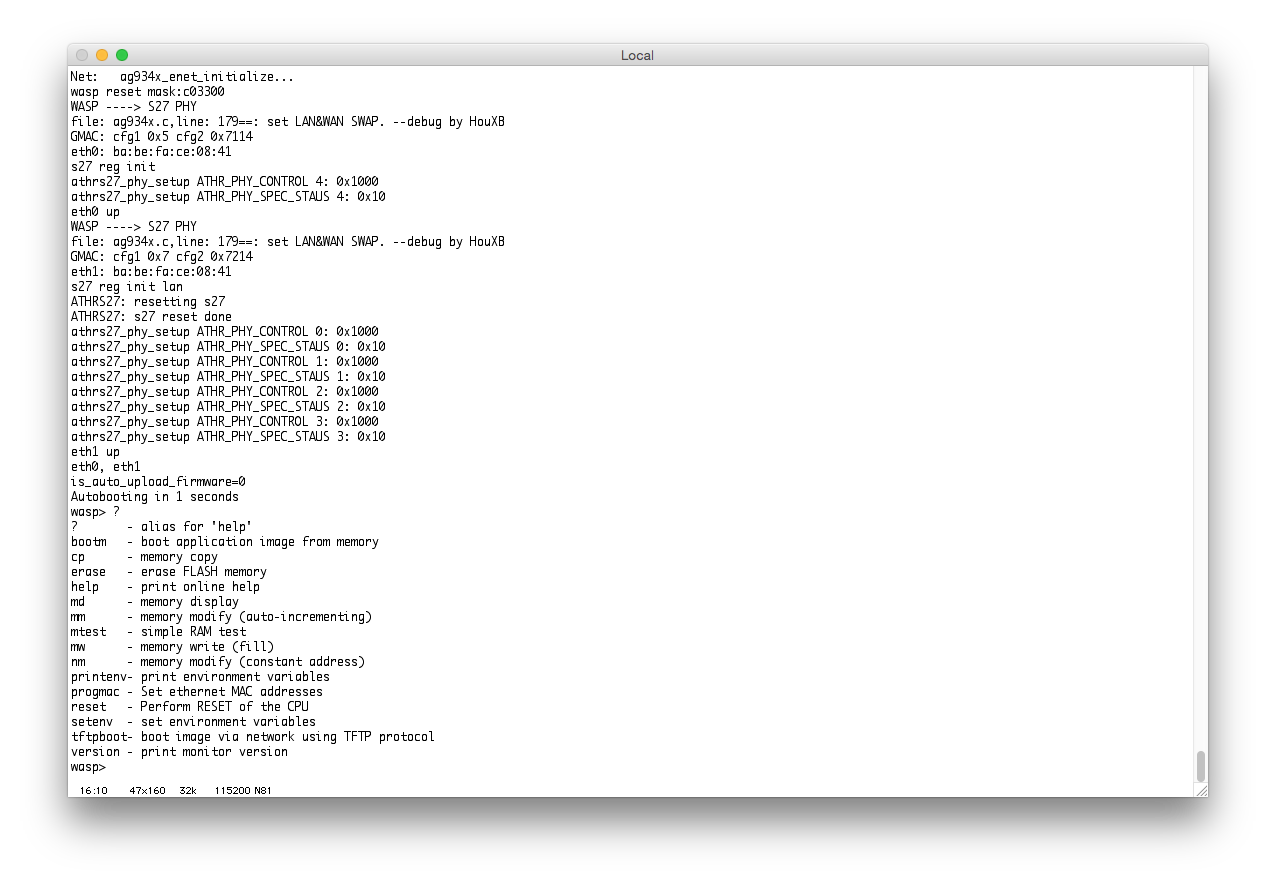 Local
Net:   ag934x_enet_initialize...
wasp reset mask:c03300
WASP ----> S27 PHY
file: ag934x.c,line: 179==: set LAN&WAN SWAP. --debug by HouXB
GMAC: cfg1 0x5 cfg2 0x7114
eth0: ba:be:fa:ce:08:41
s27 reg init
athrs27_phy_setup ATHR_PHY_CONTROL 4: 0x1000
athrs27_phy_setup ATHR_PHY_SPEC_STAUS 4: 0x10
eth0 up
WASP ----> S27 PHY
file: ag934x.c,line: 179==: set LAN&WAN SWAP. --debug by HouXB
GMAC: cfg1 0x7 cfg2 0x7214
eth1: ba:be:fa:ce:08:41
s27 reg init lan
ATHRS27: resetting s27
ATHRS27: s27 reset done
athrs27_phy_setup ATHR_PHY_CONTROL 0: 0x1000
athrs27_phy_setup ATHR_PHY_SPEC_STAUS 0: 0x10
athrs27_phy_setup ATHR_PHY_CONTROL 1: 0x1000
athrs27_phy_setup ATHR_PHY_SPEC_STAUS 1: 0x10
athrs27_phy_setup ATHR_PHY_CONTROL 2: 0x1000
athrs27_phy_setup ATHR_PHY_SPEC_STAUS 2: 0x10
athrs27_phy_setup ATHR_PHY_CONTROL 3: 0x1000
athrs27_phy_setup ATHR_PHY_SPEC_STAUS 3: 0x10
eth1 up
eth0, eth1
is_auto_upload_firmware=0
Autobooting in 1 seconds
wasp> ?
?       - alias for 'help'
bootm   - boot application image from memory
cp      - memory copy
erase   - erase FLASH memory
help    - print online help
md      - memory display
mm      - memory modify (auto-incrementing)
mtest   - simple RAM test
mw      - memory write (fill)
nm      - memory modify (constant address)
printenv- print environment variables
progmac - Set ethernet MAC addresses
reset   - Perform RESET of the CPU
setenv  - set environment variables
tftpboot- boot image via network using TFTP protocol
version - print monitor version
wasp>
16:10 47x160 32k 115200 N81